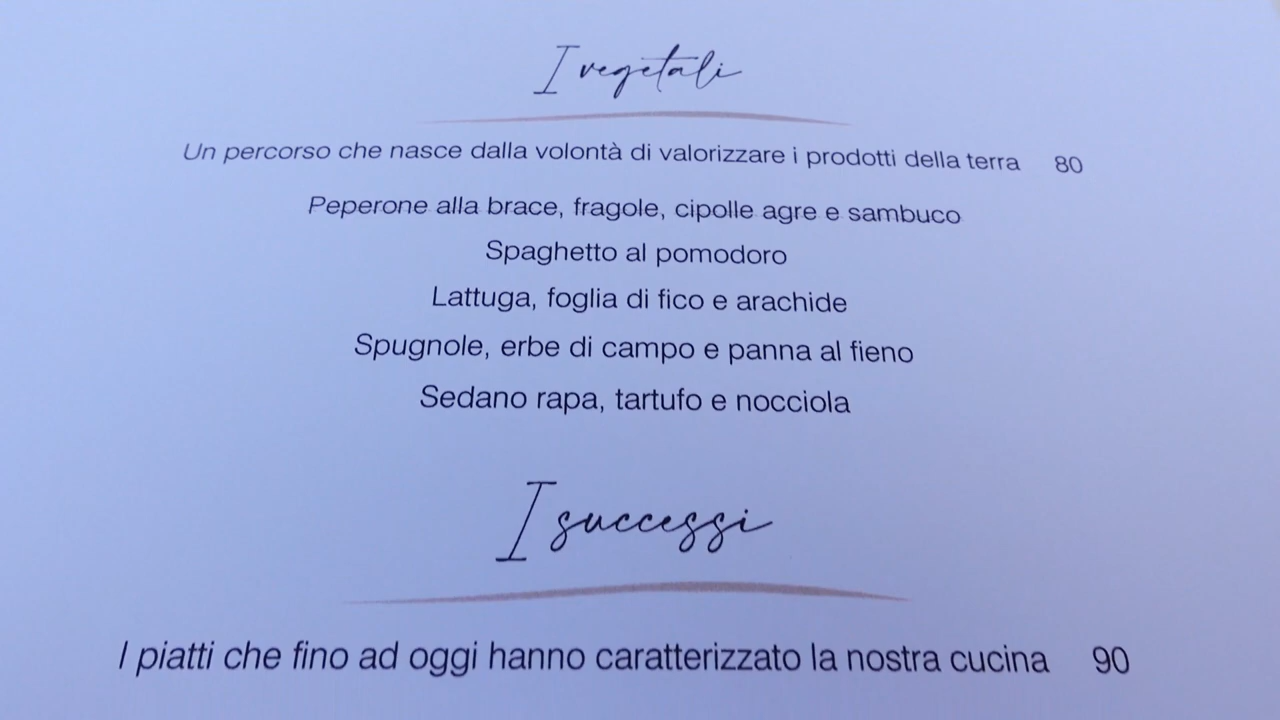 I vegetali
Un percorso che nasce dalla volontà di valorizzare i prodotti della terra 80
Peperone alla brace, fragole, cipolle agre e sambuco
Spaghetto al pomodoro
Lattuga, foglia di fico e arachide
Spugnole, erbe di campo e panna al fieno
Sedano rapa, tartufo e nocciola
I successi
I piatti che fino ad oggi hanno caratterizzato la nostra cucina 90